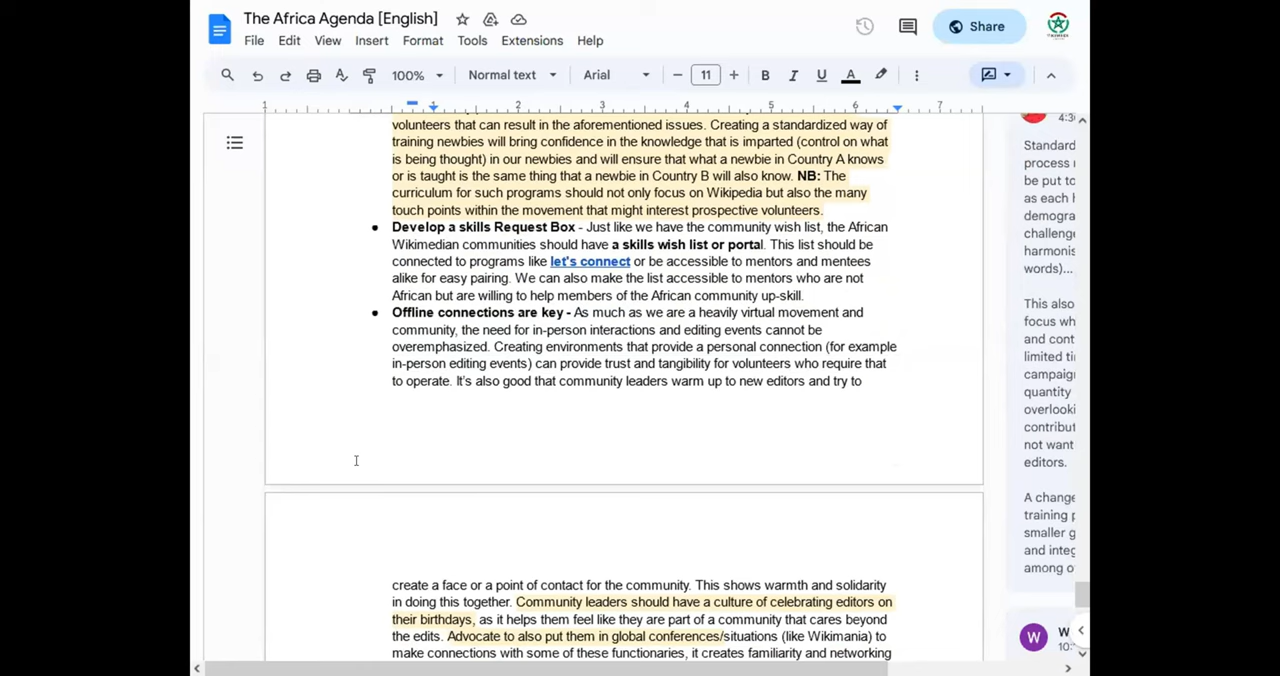 The Africa Agenda [English]
File Edit View Insert Format Tools Extensions Help
Share
100% Normal text Arial 11
1 1 2 3 4 5 6 7
volunteers that can result in the aforementioned issues. Creating a standardized way of
training newbies will bring confidence in the knowledge that is imparted (control on what
is being thought) in our newbies and will ensure that what a newbie in Country A knows
or is taught is the same thing that a newbie in Country B will also know. NB: The
curriculum for such programs should not only focus on Wikipedia but also the many
touch points within the movement that might interest prospective volunteers.
● Develop a skills Request Box - Just like we have the community wish list, the African
Wikimedian communities should have a skills wish list or portal. This list should be
connected to programs like let's connect or be accessible to mentors and mentees
alike for easy pairing. We can also make the list accessible to mentors who are not
African but are willing to help members of the African community up-skill.
● Offline connections are key - As much as we are a heavily virtual movement and
community, the need for in-person interactions and editing events cannot be
overemphasized. Creating environments that provide a personal connection (for example
in-person editing events) can provide trust and tangibility for volunteers who require that
to operate. It's also good that community leaders warm up to new editors and try to
create a face or a point of contact for the community. This shows warmth and solidarity
in doing this together. Community leaders should have a culture of celebrating editors on
their birthdays, as it helps them feel like they are part of a community that cares beyond
the edits. Advocate to also put them in global conferences/situations (like Wikimania) to
make connections with some of these functionaries, it creates familiarity and networking
4:3
Standard
process
be put to
as each
demogra
challenge
harmonis
words)...
This also
focus wh
and cont
limited ti
campaig
quantity
overlooki
contribut
not want
editors.
A change
training p
smaller g
and integ
among o
W
W
10: